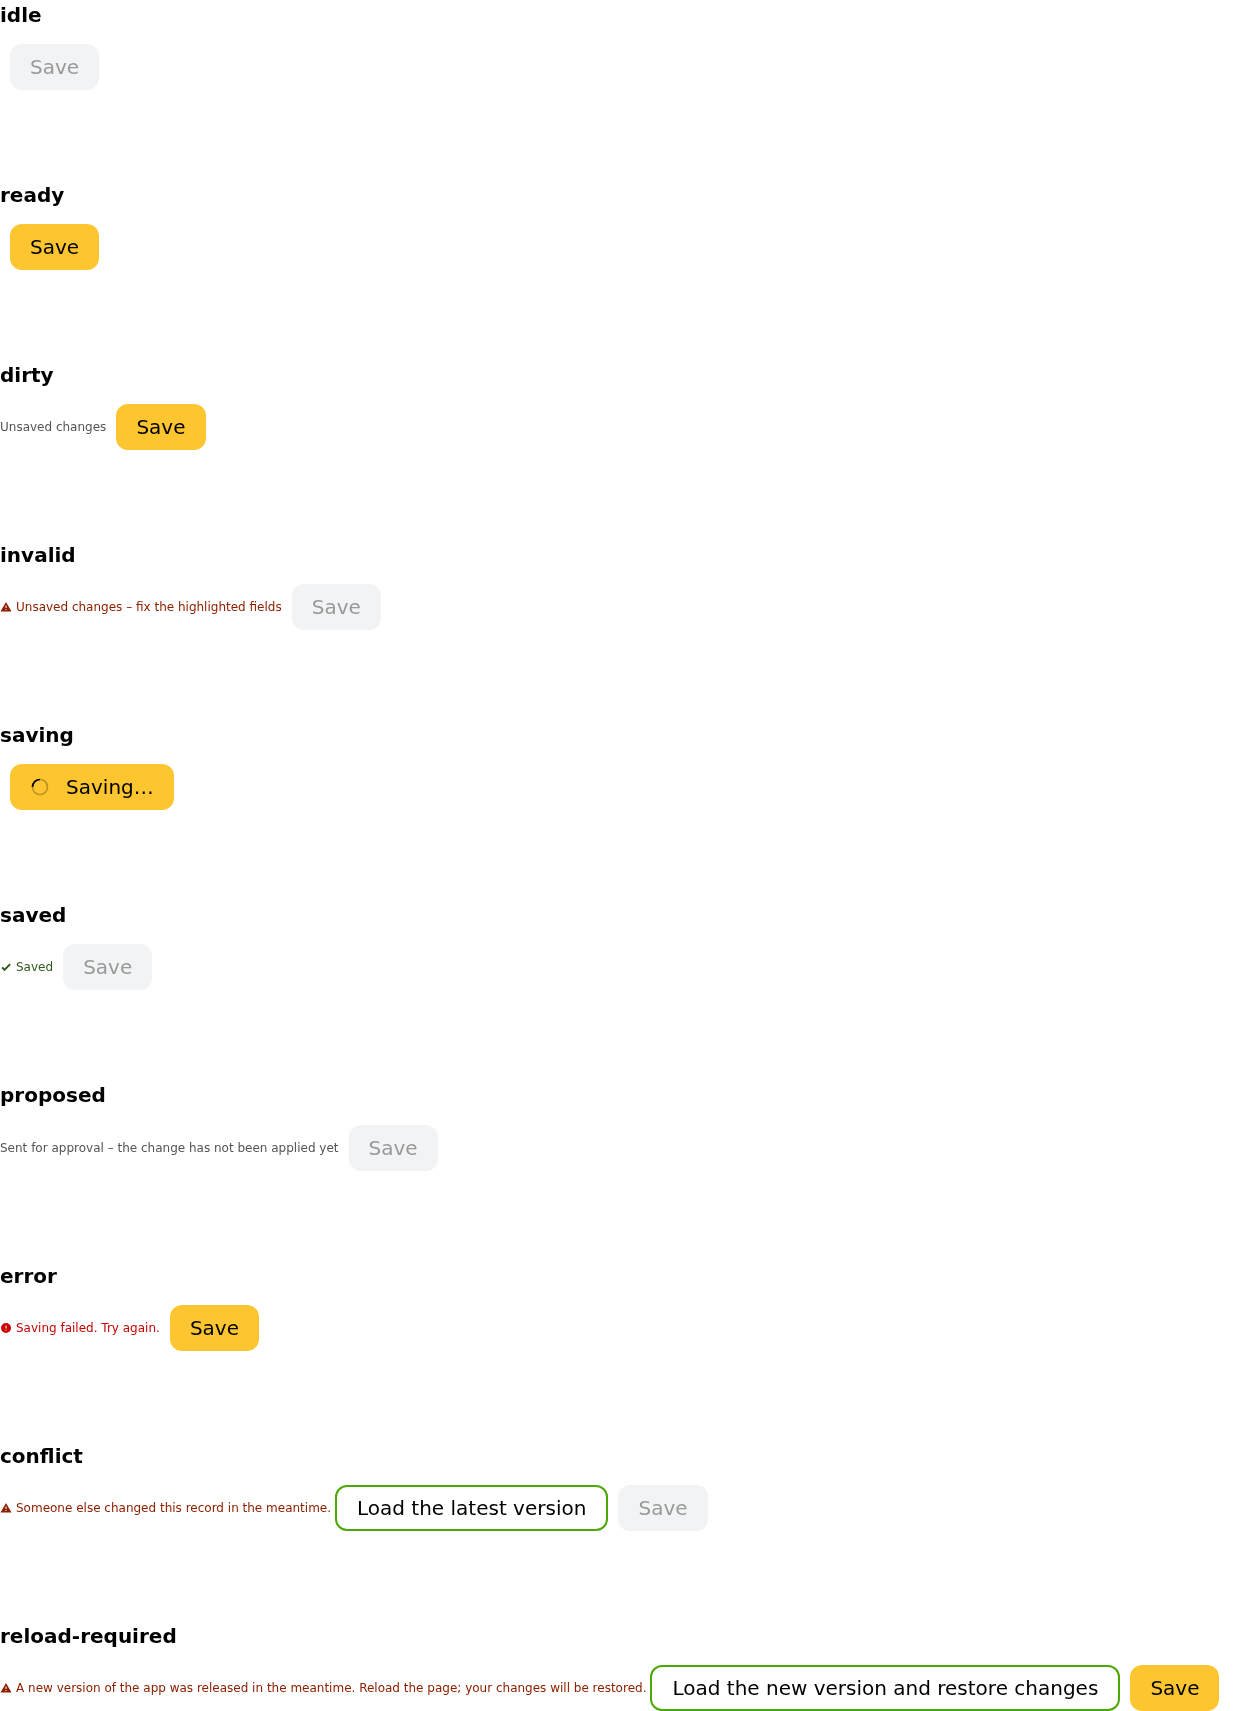 idle
Save
ready
Save
dirty
Unsaved changes Save
invalid
Unsaved changes – fix the highlighted fields Save
saving
Saving…
saved
Saved Save
proposed
Sent for approval – the change has not been applied yet Save
error
Saving failed. Try again. Save
conflict
Someone else changed this record in the meantime. Load the latest version Save
reload-required
A new version of the app was released in the meantime. Reload the page; your changes will be restored. Load the new version and restore changes Save